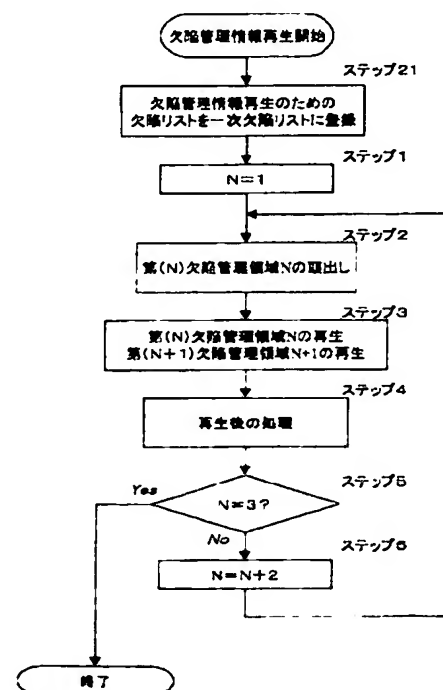 欠陥管理情報再生開始
ステップ21
欠陥管理情報再生のための
欠陥リストを一次欠陥リストに登録
ステップ1
N=1
ステップ2
第(N)欠陥管理領域Nの取出し
ステップ3
第(N)欠陥管理領域Nの再生
第(N+1)欠陥管理領域N+1の再生
ステップ4
再生後の処理
ステップ5
N=3?
Yes
No
ステップ6
N=N+2
終了